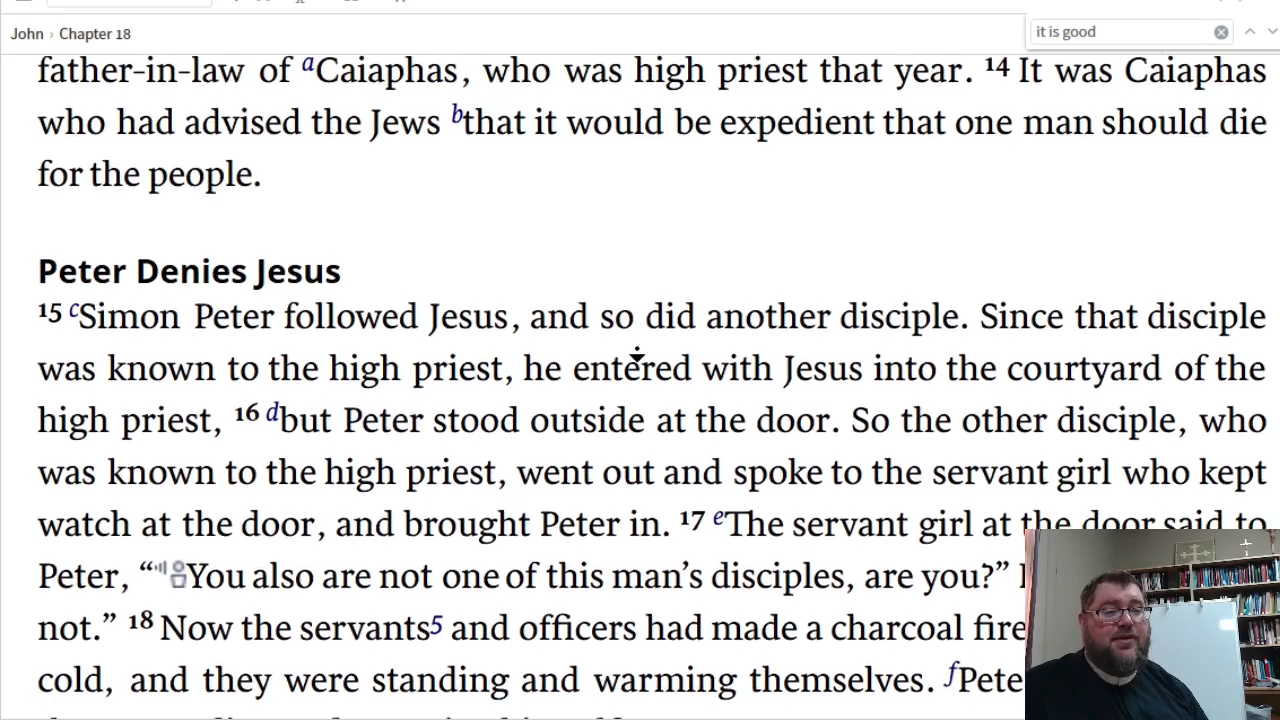 John › Chapter 18
it is good
father-in-law of aCaiaphas, who was high priest that year. 14 It was Caiaphas
who had advised the Jews bthat it would be expedient that one man should die
for the people.
Peter Denies Jesus
15 cSimon Peter followed Jesus, and so did another disciple. Since that disciple
was known to the high priest, he entered with Jesus into the courtyard of the
high priest, 16 dbut Peter stood outside at the door. So the other disciple, who
was known to the high priest, went out and spoke to the servant girl who kept
watch at the door, and brought Peter in. 17 eThe servant girl at the door said to
Peter, “You also are not one of this man’s disciples, are you?”
not.” 18 Now the servants5 and officers had made a charcoal fire
cold, and they were standing and warming themselves. fPete